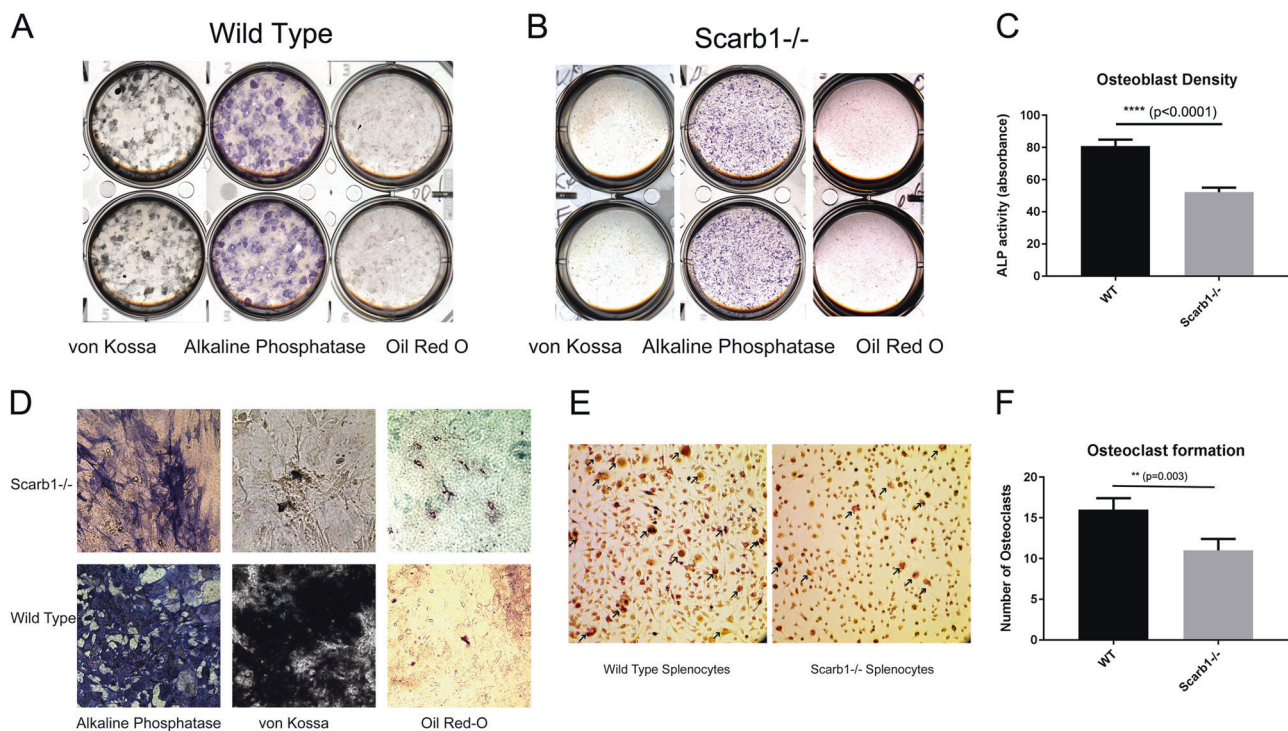 A
Wild Type
von Kossa
Alkaline Phosphatase
Oil Red O
B
Scarb1-/-
von Kossa
Alkaline Phosphatase
Oil Red O
C
Osteoblast Density
**** (p<0.0001)
ALP activity (absorbance)
100
80
60
40
20
0
WT
Scarb1-/-
D
Scarb1-/-
Wild Type
Alkaline Phosphatase
von Kossa
Oil Red-O
E
Wild Type Splenocytes
Scarb1-/- Splenocytes
F
Osteoclast formation
** (p=0.003)
Number of Osteoclasts
20
15
10
5
0
WT
Scarb1-/-